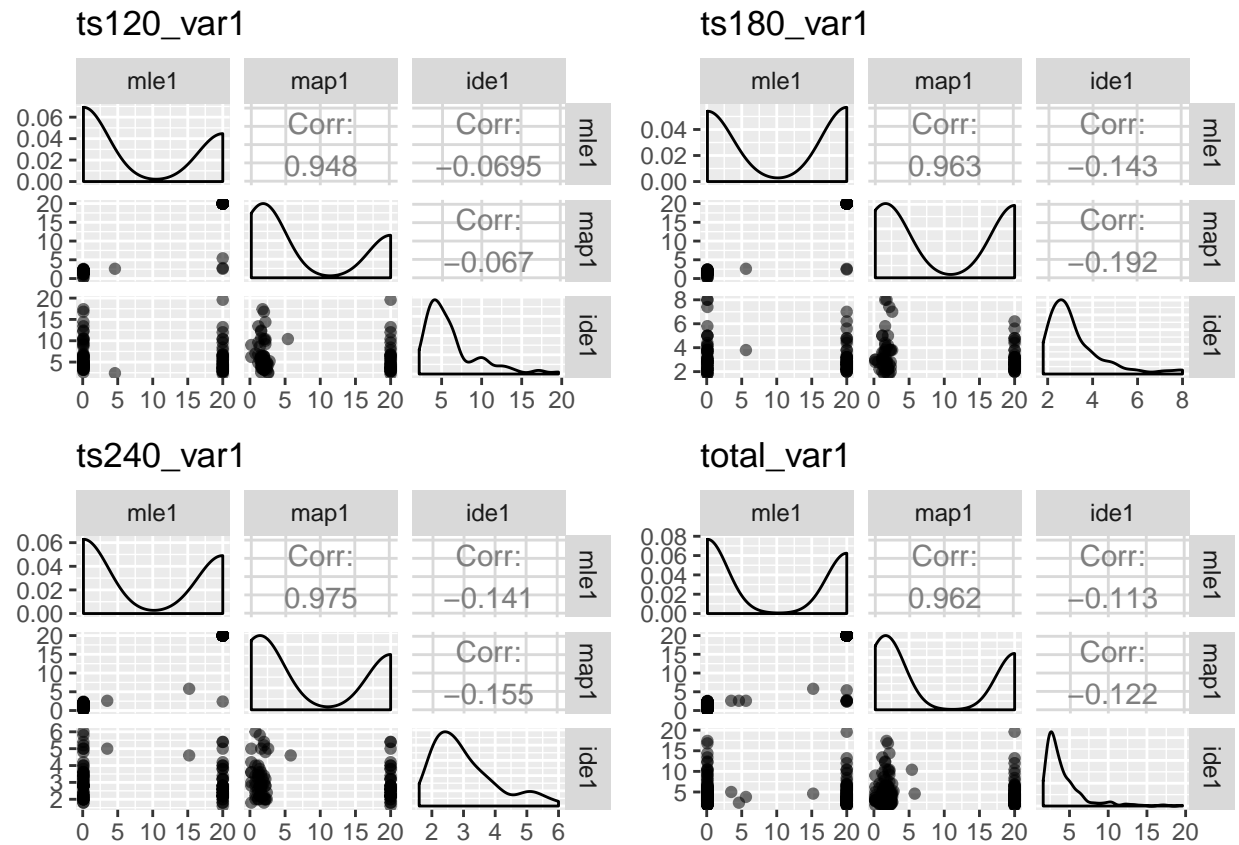 ts120_var1
mle1 map1 ide1
0.06
0.04
0.02
0.00
Corr:
0.948
Corr:
−0.0695
mle1
20
15
10
5
0
Corr:
−0.067
map1
20
15
10
5
ide1
0 5 10 15 20
0 5 10 15 20
5 10 15 20
ts180_var1
mle1 map1 ide1
0.04
0.02
0.00
Corr:
0.963
Corr:
−0.143
mle1
20
15
10
5
0
Corr:
−0.192
map1
8
6
4
2
ide1
0 5 10 15 20
0 5 10 15 20
2 4 6 8
ts240_var1
mle1 map1 ide1
0.06
0.04
0.02
0.00
Corr:
0.975
Corr:
−0.141
mle1
20
15
10
5
0
Corr:
−0.155
map1
6
5
4
3
2
ide1
0 5 10 15 20
0 5 10 15 20
2 3 4 5 6
total_var1
mle1 map1 ide1
0.08
0.06
0.04
0.02
0.00
Corr:
0.962
Corr:
−0.113
mle1
20
15
10
5
0
Corr:
−0.122
map1
20
15
10
5
ide1
0 5 10 15 20
0 5 10 15 20
5 10 15 20